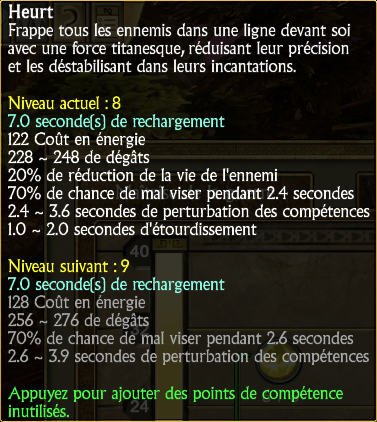 Heurt
Frappe tous les ennemis dans une ligne devant soi
avec une force titanesque, réduisant leur précision
et les déstabilisant dans leurs incantations.
Niveau actuel : 8
7.0 seconde(s) de rechargement
122 Coût en énergie
228 ~ 248 de dégâts
20% de réduction de la vie de l'ennemi
70% de chance de mal viser pendant 2.4 secondes
2.4 ~ 3.6 secondes de perturbation des compétences
1.0 ~ 2.0 secondes d'étourdissement
40
Niveau suivant : 9
7.0 seconde(s) de rechargement
128 Coût en énergie
256 ~ 276 de dégâts
70% de chance de mal viser pendant 2.6 secondes
2.6 ~ 3.9 secondes de perturbation des compétences
Appuyez pour ajouter des points de compétence
inutilisés.
24